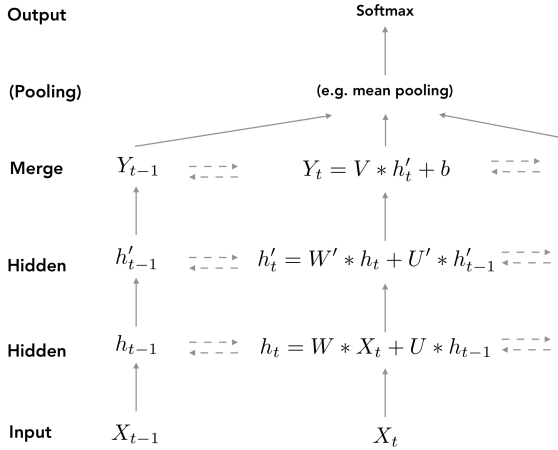 Output Softmax
(Pooling) (e.g. mean pooling)
Merge Y_{t-1} Y_t = V * h'_t + b
Hidden h'_{t-1} h'_t = W' * h_t + U' * h'_{t-1}
Hidden h_{t-1} h_t = W * X_t + U * h_{t-1}
Input X_{t-1} X_t